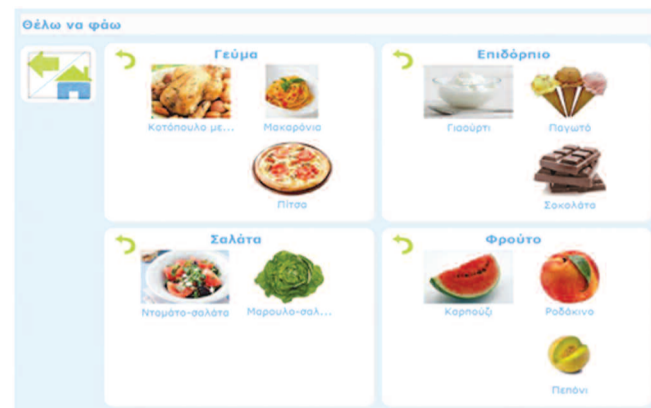 Θέλω να φάω
Γεύμα
Κοτόπουλο με...
Μακαρόνια
Πίτσα
Επιδόρπιο
Γιαούρτι
Παγωτό
Σοκολάτα
Σαλάτα
Ντομάτο-σαλάτα
Μαρουλο-σαλ...
Φρούτο
Καρπούζι
Ροδάκινο
Πεπόνι